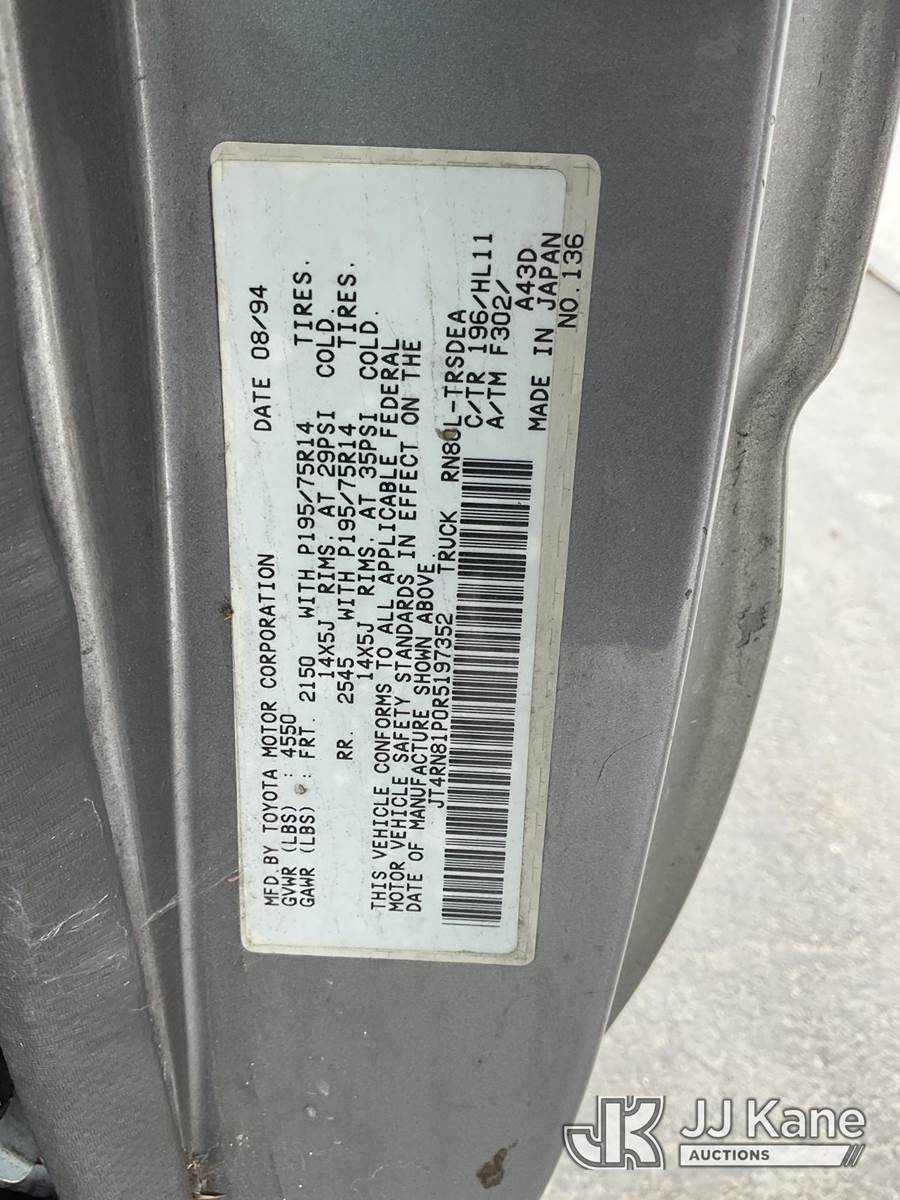 MFD. BY TOYOTA MOTOR CORPORATION DATE 08/94
GVWR (LBS) : 4550
GAWR (LBS) : FRT. 2150 WITH P195/75R14 TIRES.
14X5J RIMS, AT 29PSI COLD.
RR. 2545 WITH P195/75R14 TIRES.
14X5J RIMS, AT 35PSI COLD.
THIS VEHICLE CONFORMS TO ALL APPLICABLE FEDERAL
MOTOR VEHICLE SAFETY STANDARDS IN EFFECT ON THE
DATE OF MANUFACTURE SHOWN ABOVE.
JT4RN81P0R5197352 TRUCK RN80L-TRSDEA
C/TR 196/HL11
A/TM F302/
A43D
MADE IN JAPAN
NO. 136
JK JJ Kane
AUCTIONS